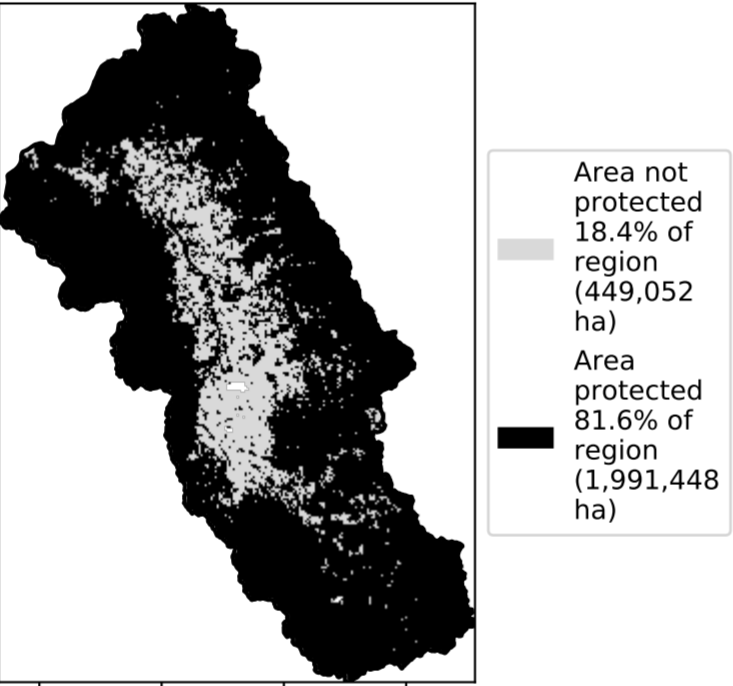 Area not
protected
18.4% of
region
(449,052
ha)
Area
protected
81.6% of
region
(1,991,448
ha)